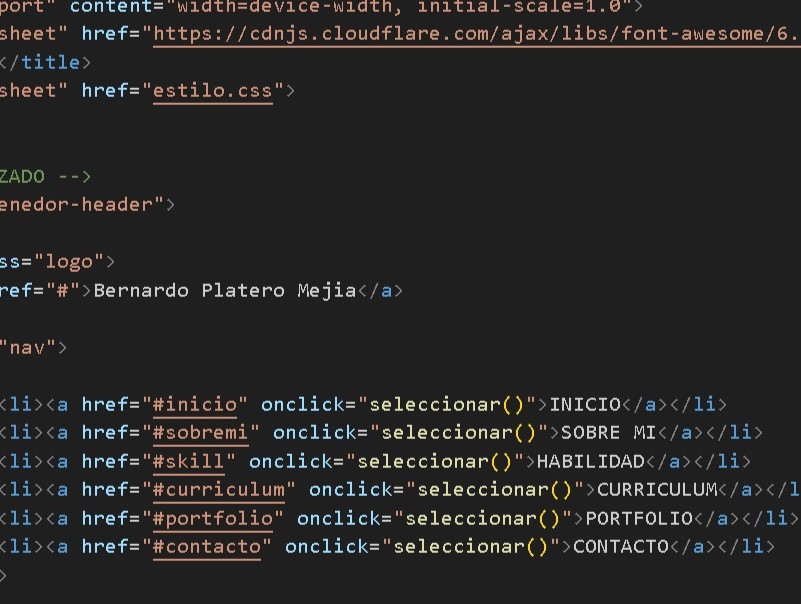 port" content="width=device-width, initial-scale=1.0">
sheet" href="https://cdnjs.cloudflare.com/ajax/libs/font-awesome/6.
</title>
sheet" href="estilo.css">
ZADO -->
enedor-header">
ss="logo">
ref="#">Bernardo Platero Mejia</a>
"nav">
<li><a href="#inicio" onclick="seleccionar()">INICIO</a></li>
<li><a href="#sobremi" onclick="seleccionar()">SOBRE MI</a></li>
<li><a href="#skill" onclick="seleccionar()">HABILIDAD</a></li>
<li><a href="#curriculum" onclick="seleccionar()">CURRICULUM</a></l
<li><a href="#portfolio" onclick="seleccionar()">PORTFOLIO</a></li>
<li><a href="#contacto" onclick="seleccionar()">CONTACTO</a></li>
>